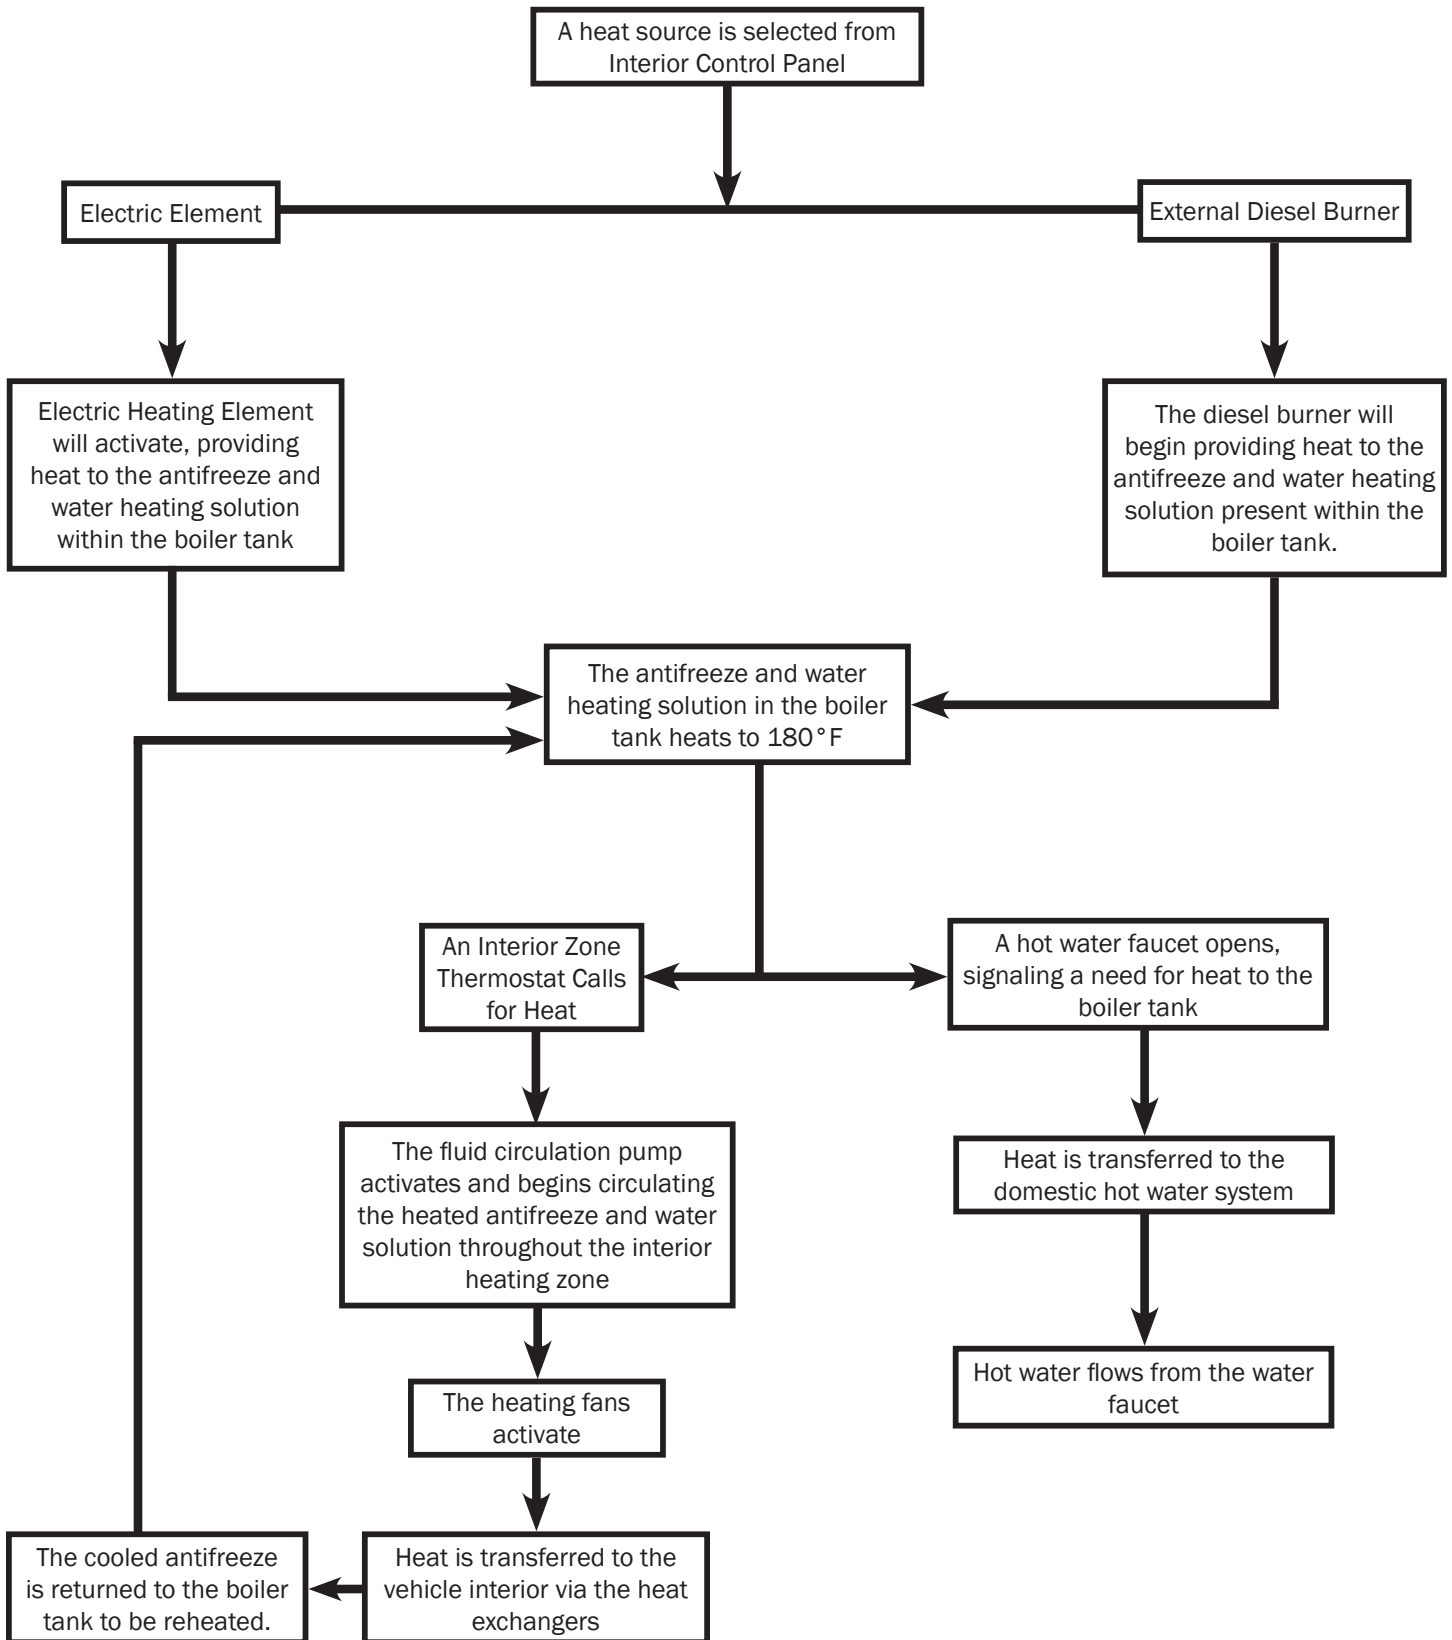 A heat source is selected from
Interior Control Panel
Electric Element
External Diesel Burner
Electric Heating Element
will activate, providing
heat to the antifreeze and
water heating solution
within the boiler tank
The diesel burner will
begin providing heat to the
antifreeze and water heating
solution present within the
boiler tank.
The antifreeze and water
heating solution in the boiler
tank heats to 180°F
An Interior Zone
Thermostat Calls
for Heat
A hot water faucet opens,
signaling a need for heat to the
boiler tank
The fluid circulation pump
activates and begins circulating
the heated antifreeze and water
solution throughout the interior
heating zone
Heat is transferred to the
domestic hot water system
The heating fans
activate
Hot water flows from the water
faucet
The cooled antifreeze
is returned to the boiler
tank to be reheated.
Heat is transferred to the
vehicle interior via the heat
exchangers